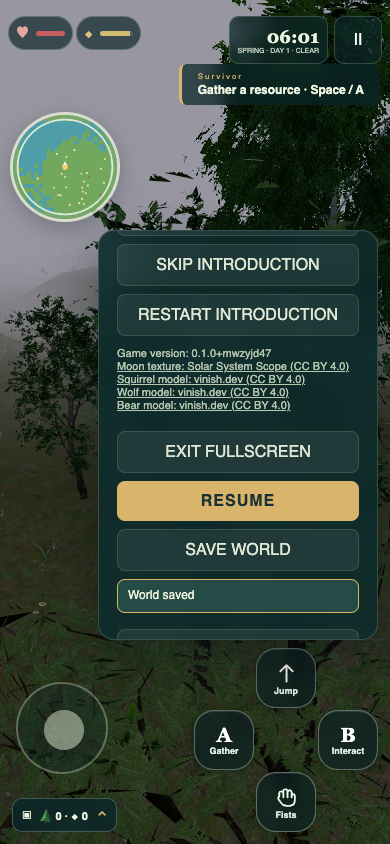 06:01
SPRING · DAY 1 · CLEAR
Survivor
Gather a resource · Space / A
SKIP INTRODUCTION
RESTART INTRODUCTION
Game version: 0.1.0+mwzyjd47
Moon texture: Solar System Scope (CC BY 4.0)
Squirrel model: vinish.dev (CC BY 4.0)
Wolf model: vinish.dev (CC BY 4.0)
Bear model: vinish.dev (CC BY 4.0)
EXIT FULLSCREEN
RESUME
SAVE WORLD
World saved
Jump
A
Gather
B
Interact
Fists
0 · ◆ 0